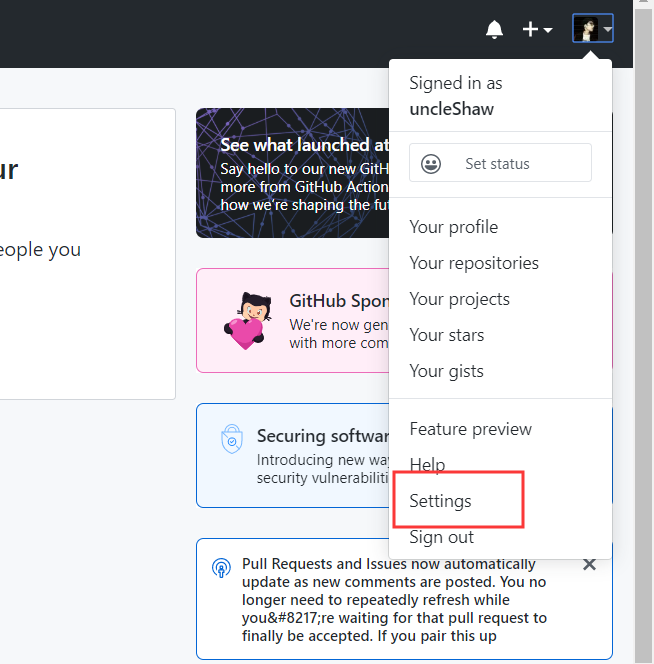 Signed in as
uncleShaw
Set status
Your profile
Your repositories
Your projects
Your stars
Your gists
Feature preview
Help
Settings
Sign out
eople you
See what launched at
Say hello to our new GitH
more from GitHub Action
how we're shaping the fut
GitHub Spon
We're now gen
with more com
Securing softwar
Introducing new way
security vulnerabiliti
Pull Requests and Issues now automatically
update as new comments are posted. You no
longer need to repeatedly refresh while
you&#8217;re waiting for that pull request to
finally be accepted. If you pair this up